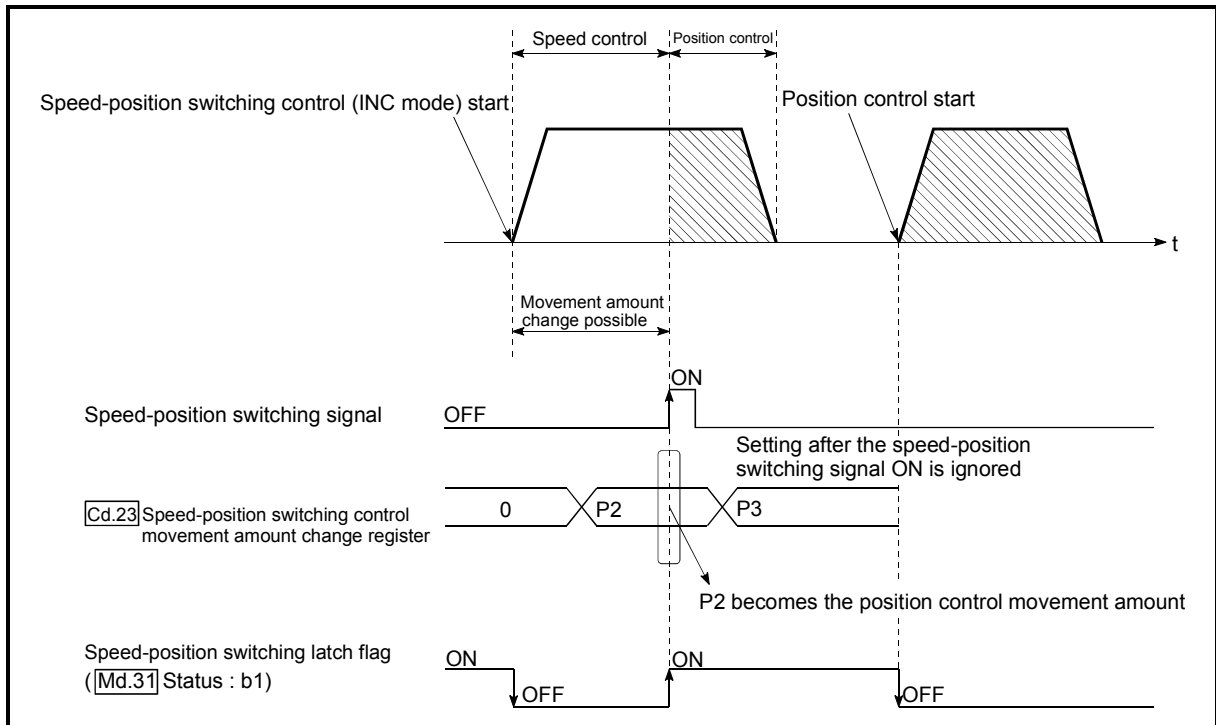 Speed control
Position control
Speed-position switching control (INC mode) start
Position control start
t
Movement amount
change possible
ON
Speed-position switching signal
OFF
Setting after the speed-position
switching signal ON is ignored
Cd.23 Speed-position switching control
movement amount change register
0
P2
P3
P2 becomes the position control movement amount
Speed-position switching latch flag
( Md.31 Status : b1)
ON
OFF
ON
OFF